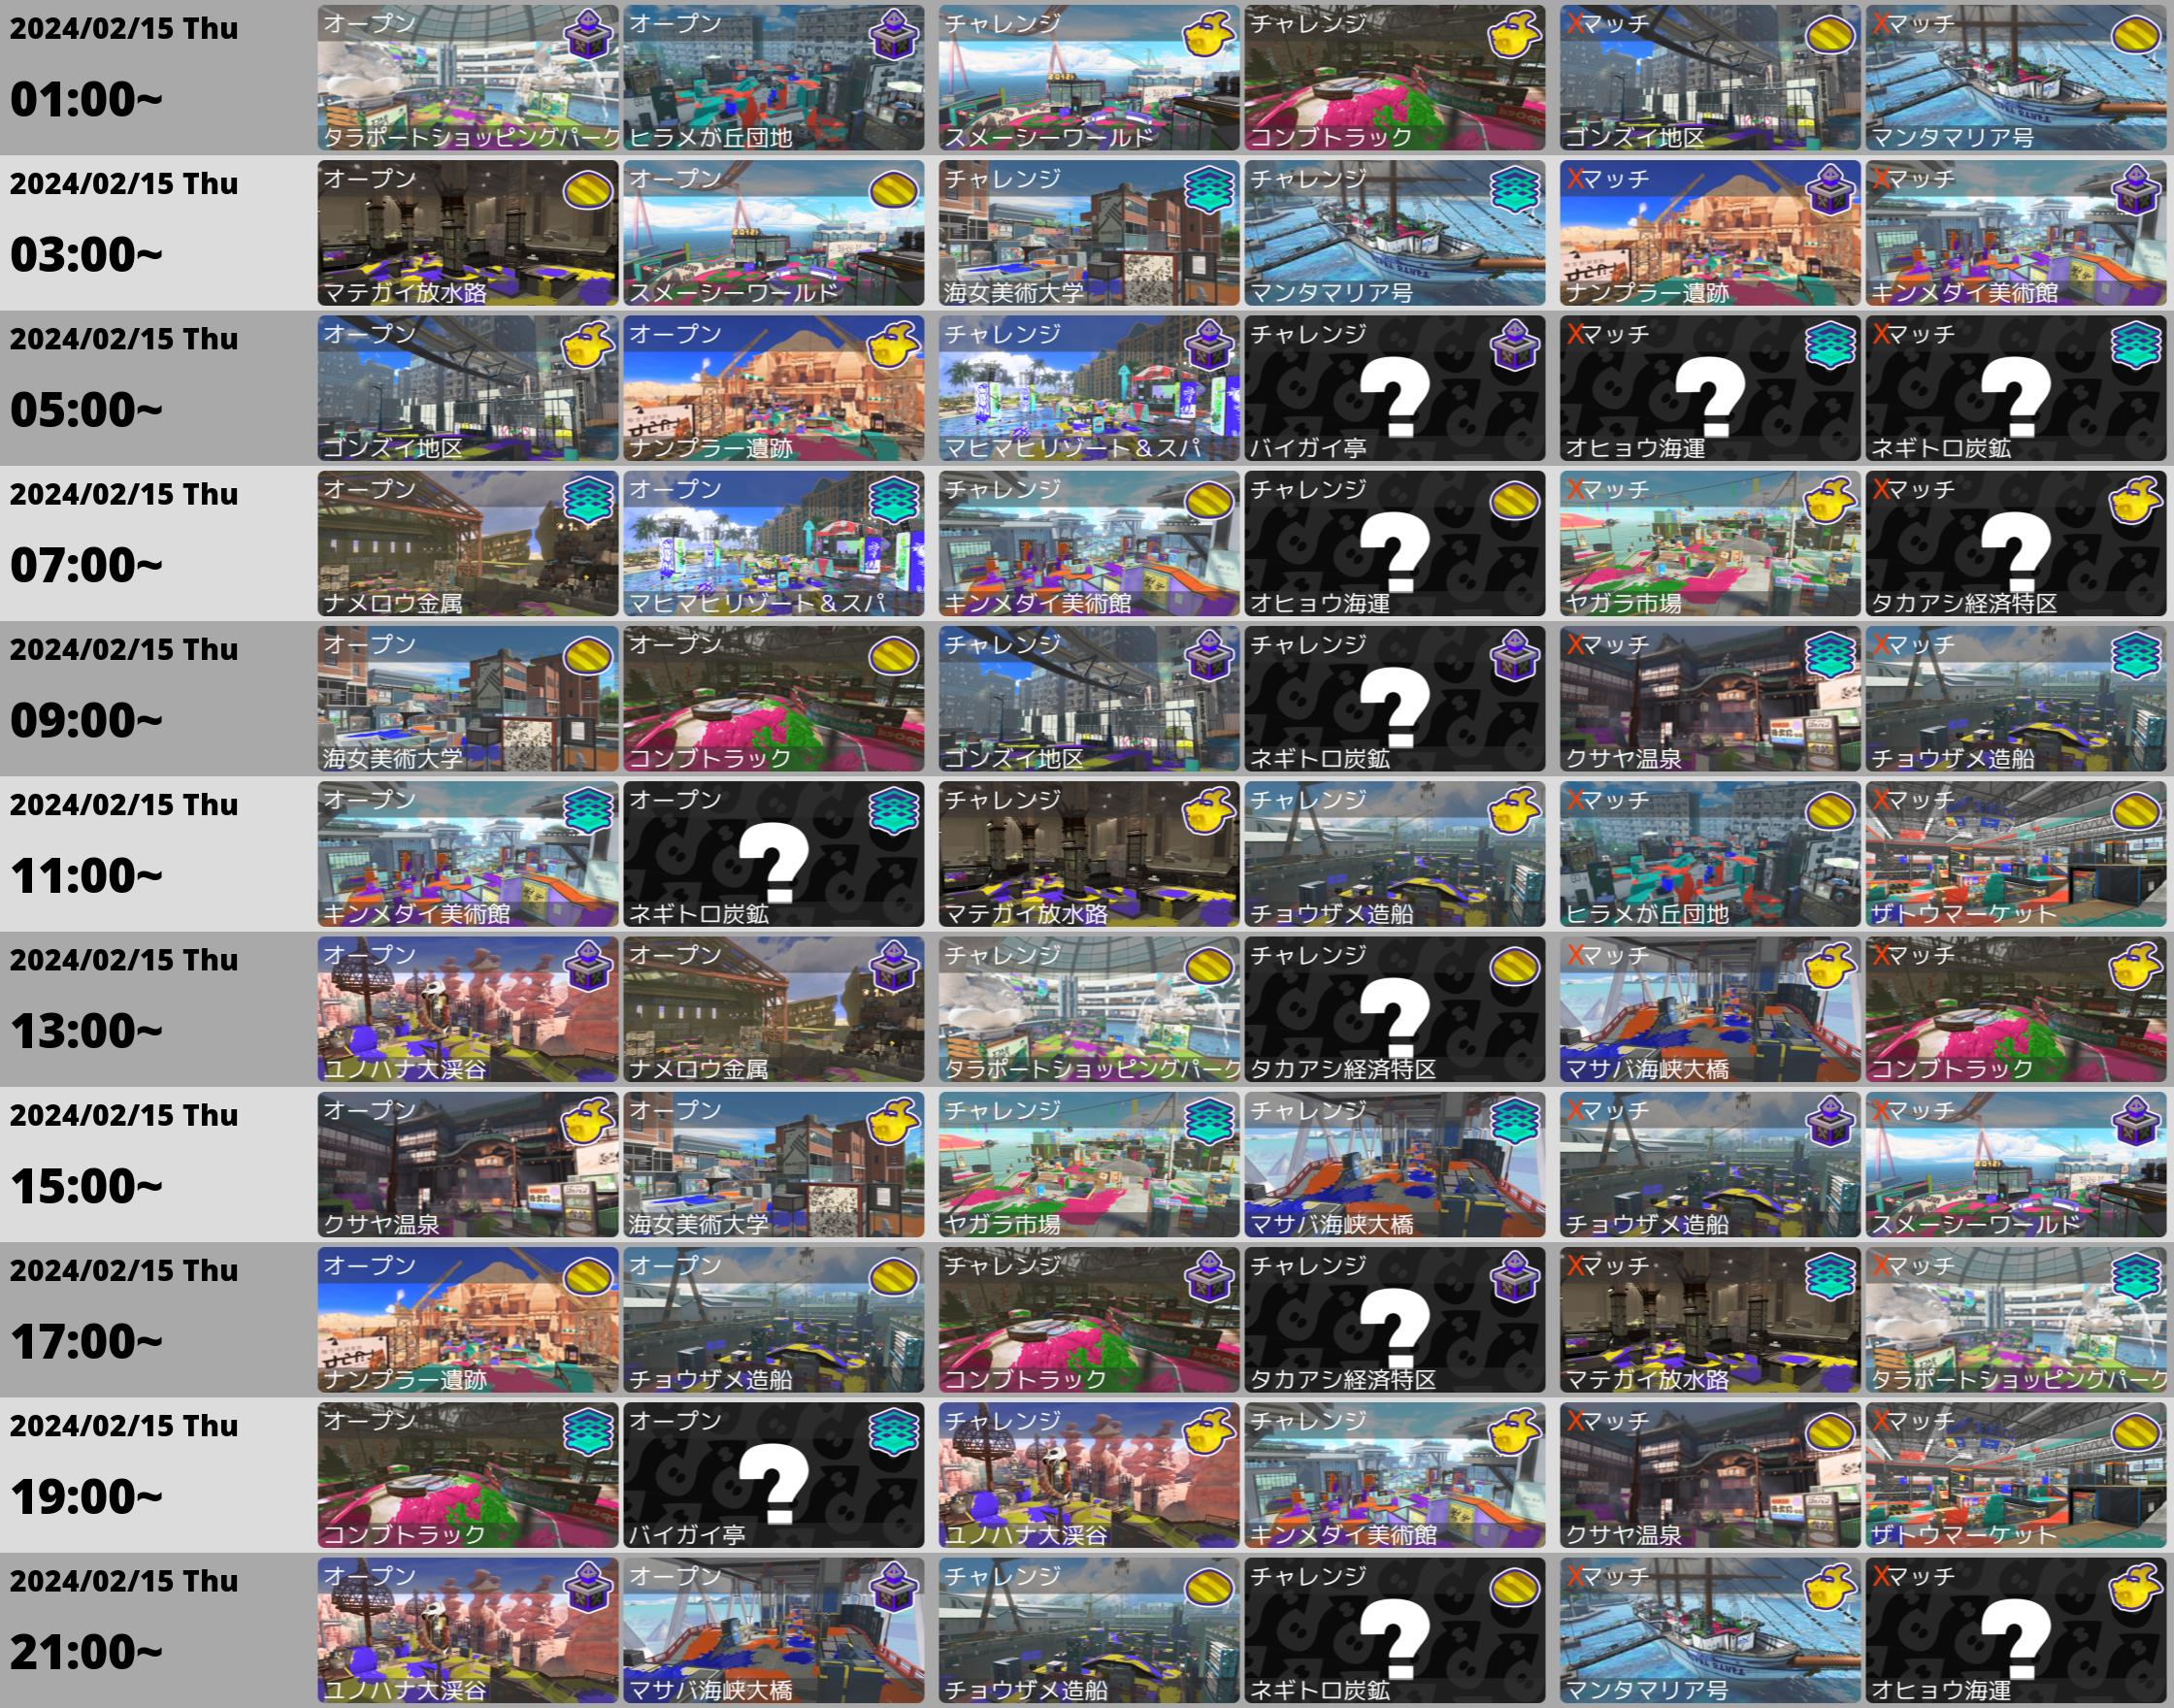 2024/02/15 Thu
01:00~
オープン
タラポートショッピングパーク
オープン
ヒラメが丘団地
チャレンジ
スメーシーワールド
チャレンジ
コンブトラック
Xマッチ
ゴンズイ地区
Xマッチ
マンタマリア号
2024/02/15 Thu
03:00~
オープン
マテガイ放水路
オープン
スメーシーワールド
チャレンジ
海女美術大学
チャレンジ
マンタマリア号
Xマッチ
ナンプラー遺跡
Xマッチ
キンメダイ美術館
2024/02/15 Thu
05:00~
オープン
ゴンズイ地区
オープン
ナンプラー遺跡
チャレンジ
マヒマヒリゾート＆スパ
チャレンジ
?
バイガイ亭
Xマッチ
?
オヒョウ海運
Xマッチ
?
ネギトロ炭鉱
2024/02/15 Thu
07:00~
オープン
ナメロウ金属
オープン
マヒマヒリゾート＆スパ
チャレンジ
キンメダイ美術館
チャレンジ
?
オヒョウ海運
Xマッチ
ヤガラ市場
Xマッチ
?
タカアシ経済特区
2024/02/15 Thu
09:00~
オープン
海女美術大学
オープン
コンブトラック
チャレンジ
ゴンズイ地区
チャレンジ
?
ネギトロ炭鉱
Xマッチ
クサヤ温泉
Xマッチ
チョウザメ造船
2024/02/15 Thu
11:00~
オープン
キンメダイ美術館
オープン
?
ネギトロ炭鉱
チャレンジ
マテガイ放水路
チャレンジ
チョウザメ造船
Xマッチ
ヒラメが丘団地
Xマッチ
ザトウマーケット
2024/02/15 Thu
13:00~
オープン
ユノハナ大渓谷
オープン
ナメロウ金属
チャレンジ
タラポートショッピングパーク
チャレンジ
?
タカアシ経済特区
Xマッチ
マサバ海峡大橋
Xマッチ
コンブトラック
2024/02/15 Thu
15:00~
オープン
クサヤ温泉
オープン
海女美術大学
チャレンジ
ヤガラ市場
チャレンジ
マサバ海峡大橋
Xマッチ
チョウザメ造船
Xマッチ
スメーシーワールド
2024/02/15 Thu
17:00~
オープン
ナンプラー遺跡
オープン
チョウザメ造船
チャレンジ
コンブトラック
チャレンジ
?
タカアシ経済特区
Xマッチ
マテガイ放水路
Xマッチ
タラポートショッピングパーク
2024/02/15 Thu
19:00~
オープン
コンブトラック
オープン
?
バイガイ亭
チャレンジ
ユノハナ大渓谷
チャレンジ
キンメダイ美術館
Xマッチ
クサヤ温泉
Xマッチ
ザトウマーケット
2024/02/15 Thu
21:00~
オープン
ユノハナ大渓谷
オープン
マサバ海峡大橋
チャレンジ
チョウザメ造船
チャレンジ
?
ネギトロ炭鉱
Xマッチ
マンタマリア号
Xマッチ
?
オヒョウ海運